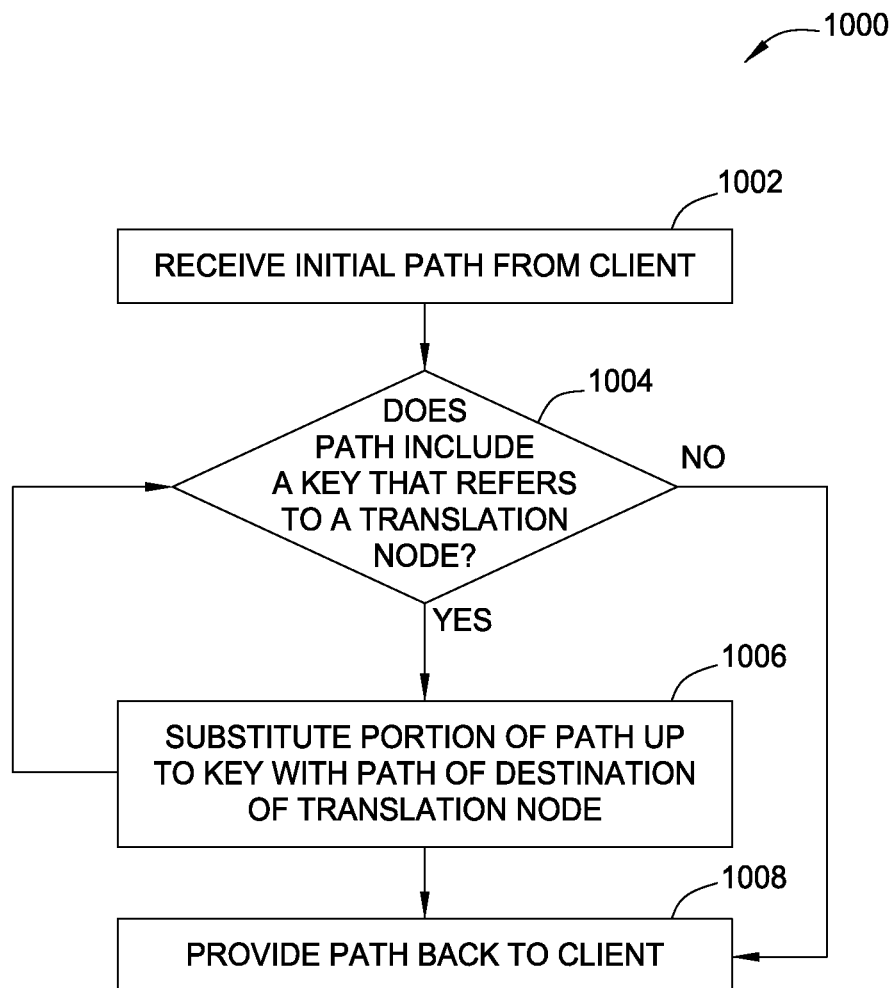 1000
1002
RECEIVE INITIAL PATH FROM CLIENT
1004
DOES
PATH INCLUDE
A KEY THAT REFERS
TO A TRANSLATION
NODE?
NO
YES
1006
SUBSTITUTE PORTION OF PATH UP
TO KEY WITH PATH OF DESTINATION
OF TRANSLATION NODE
1008
PROVIDE PATH BACK TO CLIENT